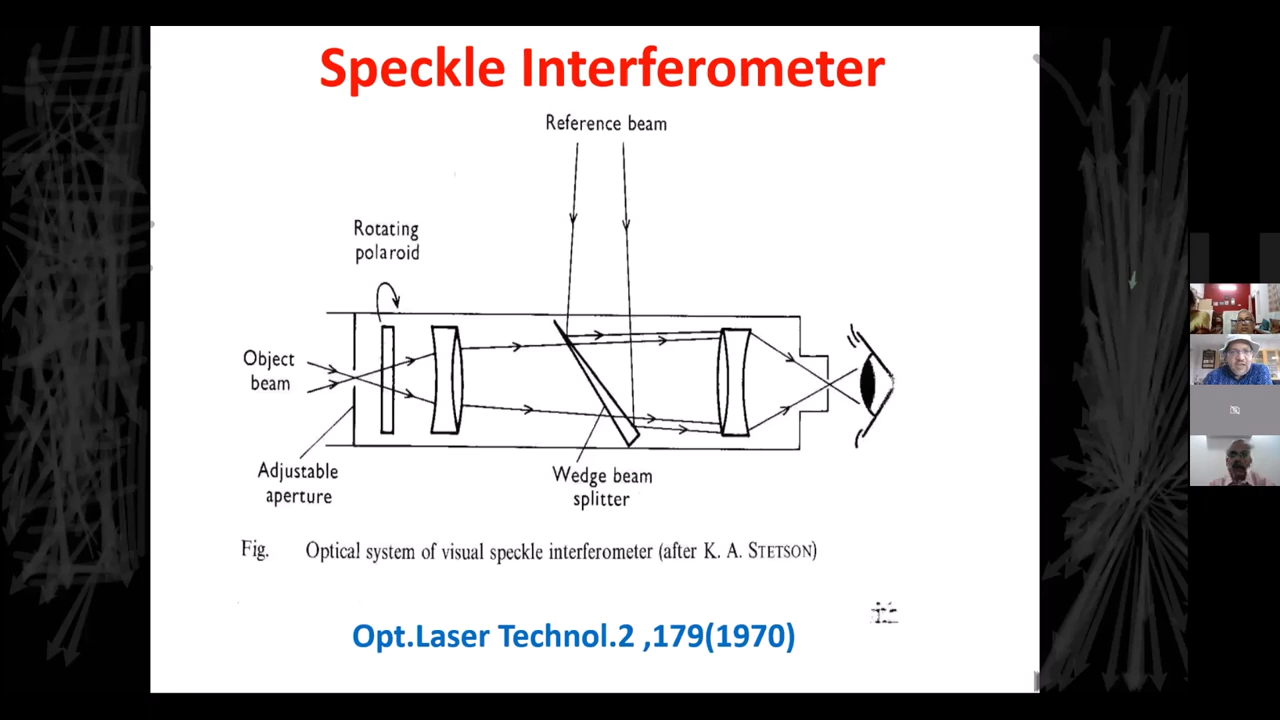 Speckle Interferometer
Reference beam
Rotating
polaroid
Object
beam
Adjustable
aperture
Wedge beam
splitter
Fig. Optical system of visual speckle interferometer (after K. A. STETSON)
Opt.Laser Technol.2 ,179(1970)